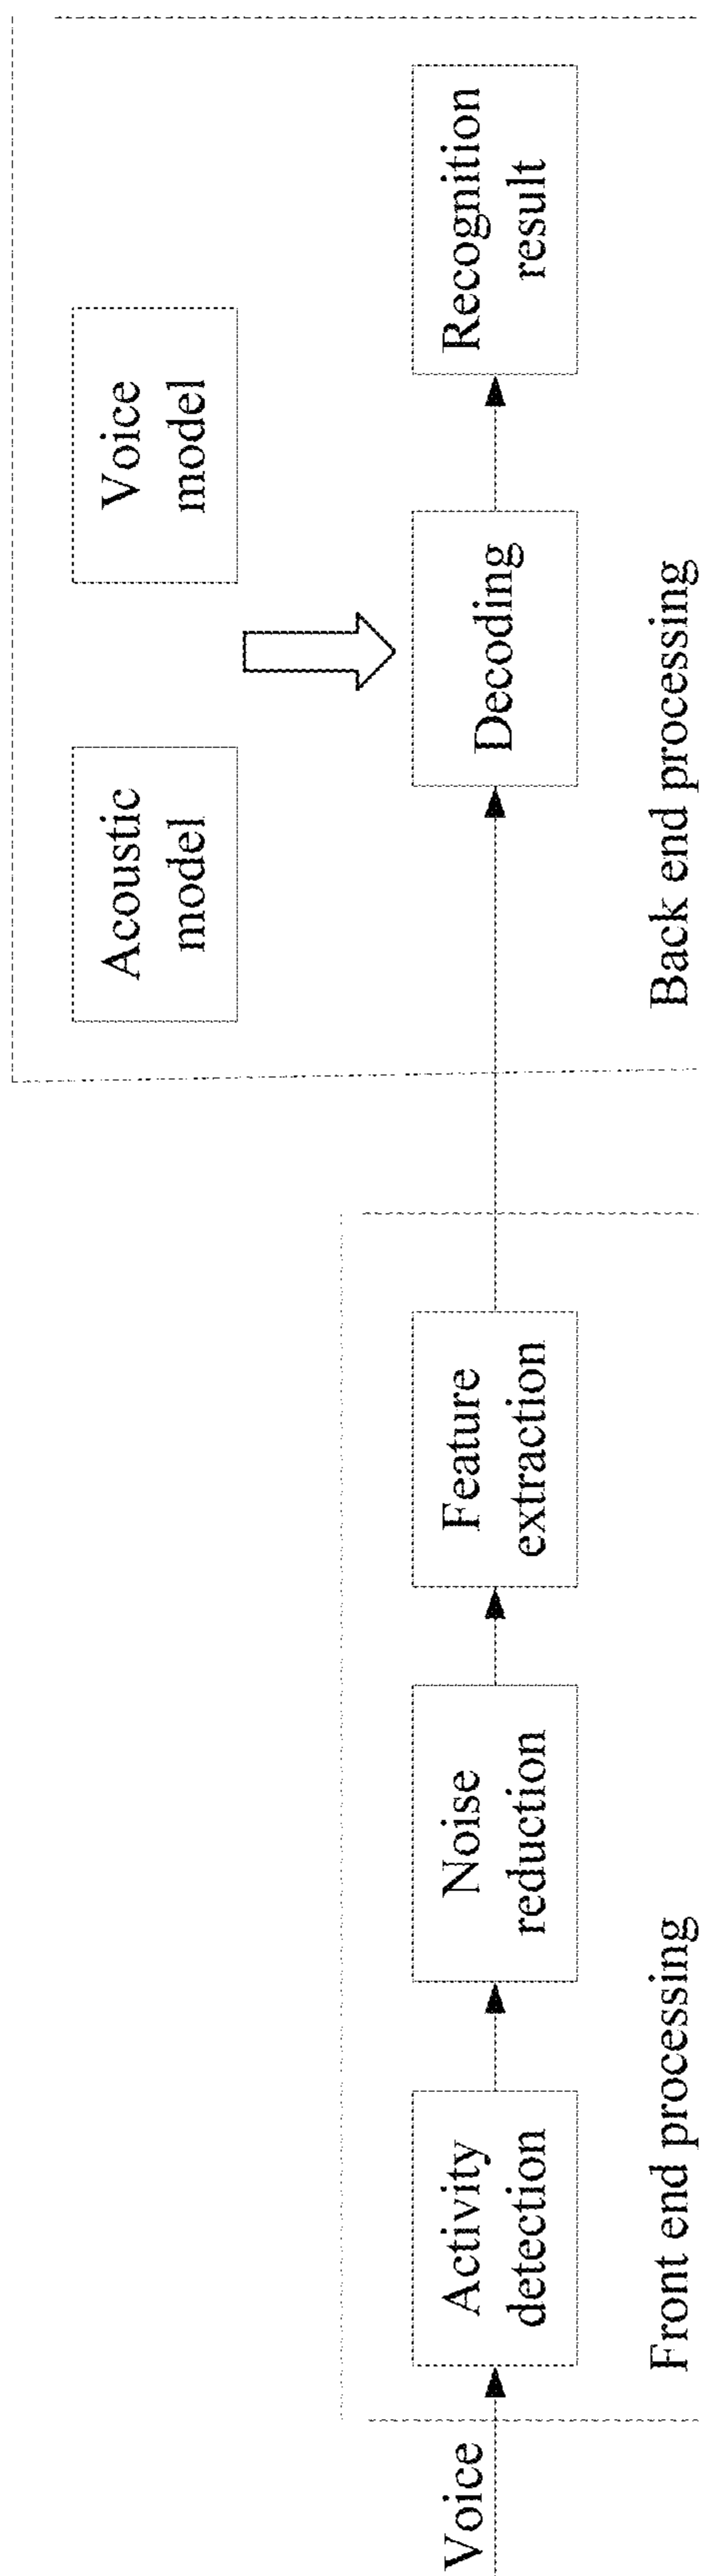 Acoustic
model
Voice
model
Voice
Activity
detection
Noise
reduction
Feature
extraction
Decoding
Recognition
result
Front end processing
Back end processing